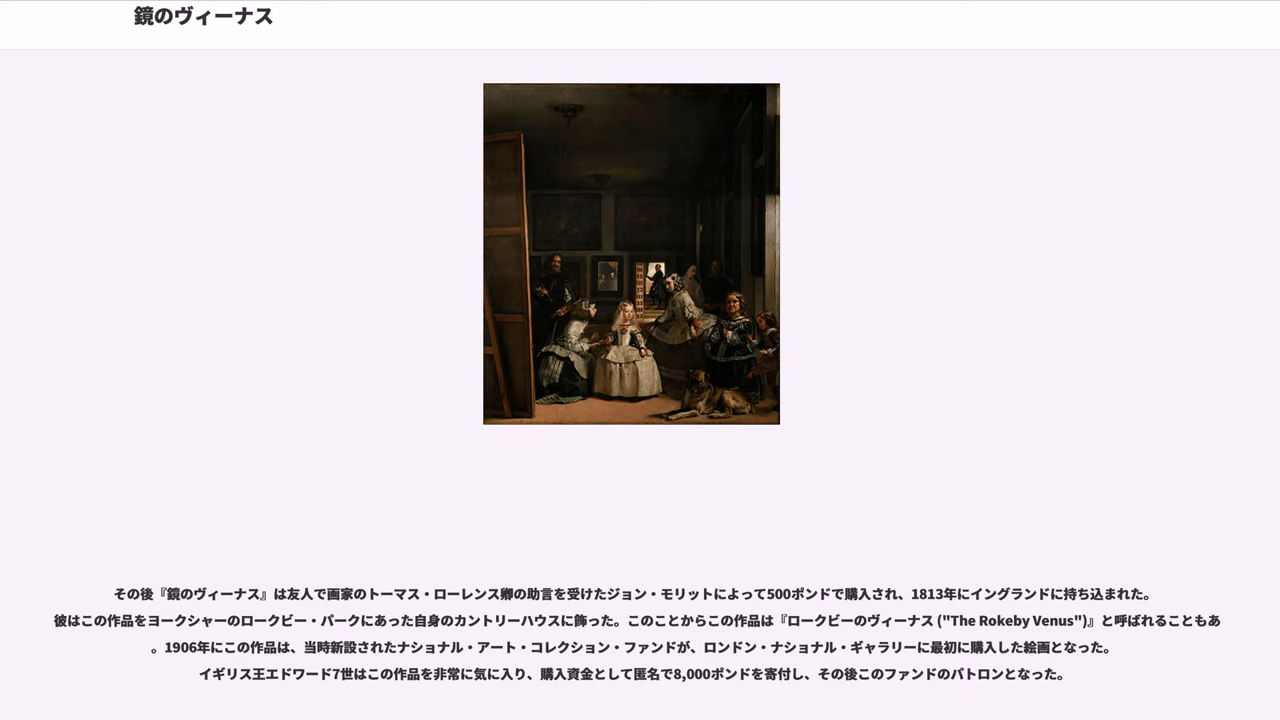 鏡のヴィーナス
その後『鏡のヴィーナス』は友人で画家のトーマス・ローレンス卿の助言を受けたジョン・モリットによって500ポンドで購入され、1813年にイングランドに持ち込まれた。
彼はこの作品をヨークシャーのロークビー・パークにあった自身のカントリーハウスに飾った。このことからこの作品は『ロークビーのヴィーナス ("The Rokeby Venus")』と呼ばれることもあ
。1906年にこの作品は、当時新設されたナショナル・アート・コレクション・ファンドが、ロンドン・ナショナル・ギャラリーに最初に購入した絵画となった。
イギリス王エドワード7世はこの作品を非常に気に入り、購入資金として匿名で8,000ポンドを寄付し、その後このファンドのパトロンとなった。